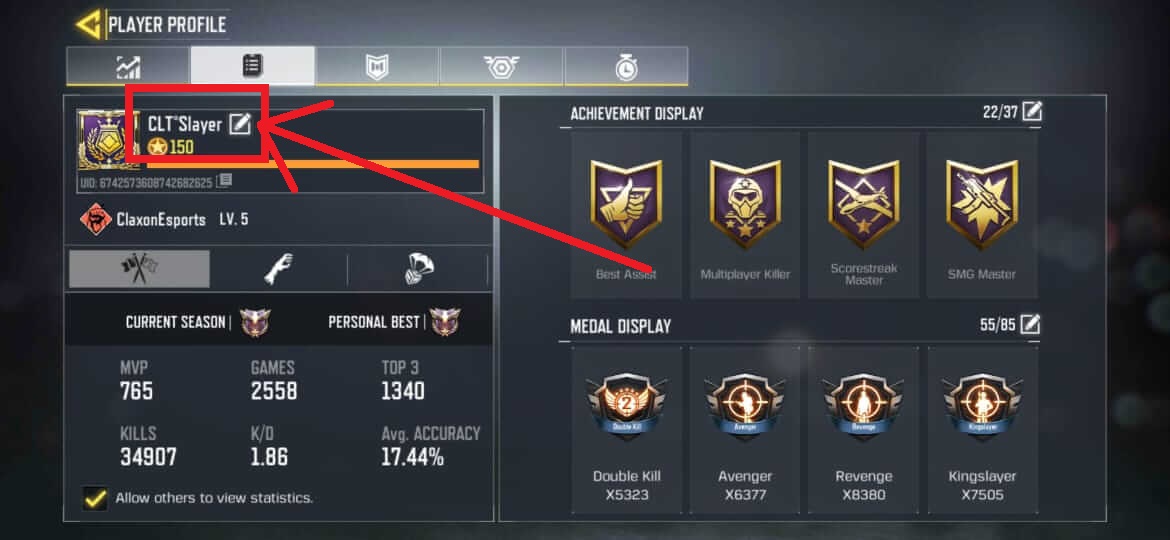 PLAYER PROFILE
CLT°Slayer
150
UID: 6742573608742682625
ClaxonEsports LV. 5
CURRENT SEASON | PERSONAL BEST |
MVP GAMES TOP 3
765 2558 1340
KILLS K/D Avg. ACCURACY
34907 1.86 17.44%
Allow others to view statistics.
ACHIEVEMENT DISPLAY 22/37
Best Assist Multiplayer Killer Scorestreak Master SMG Master
MEDAL DISPLAY 55/85
2
Double Kill Avenger Revenge Kingslayer
Double Kill Avenger Revenge Kingslayer
X5323 X6377 X8380 X7505